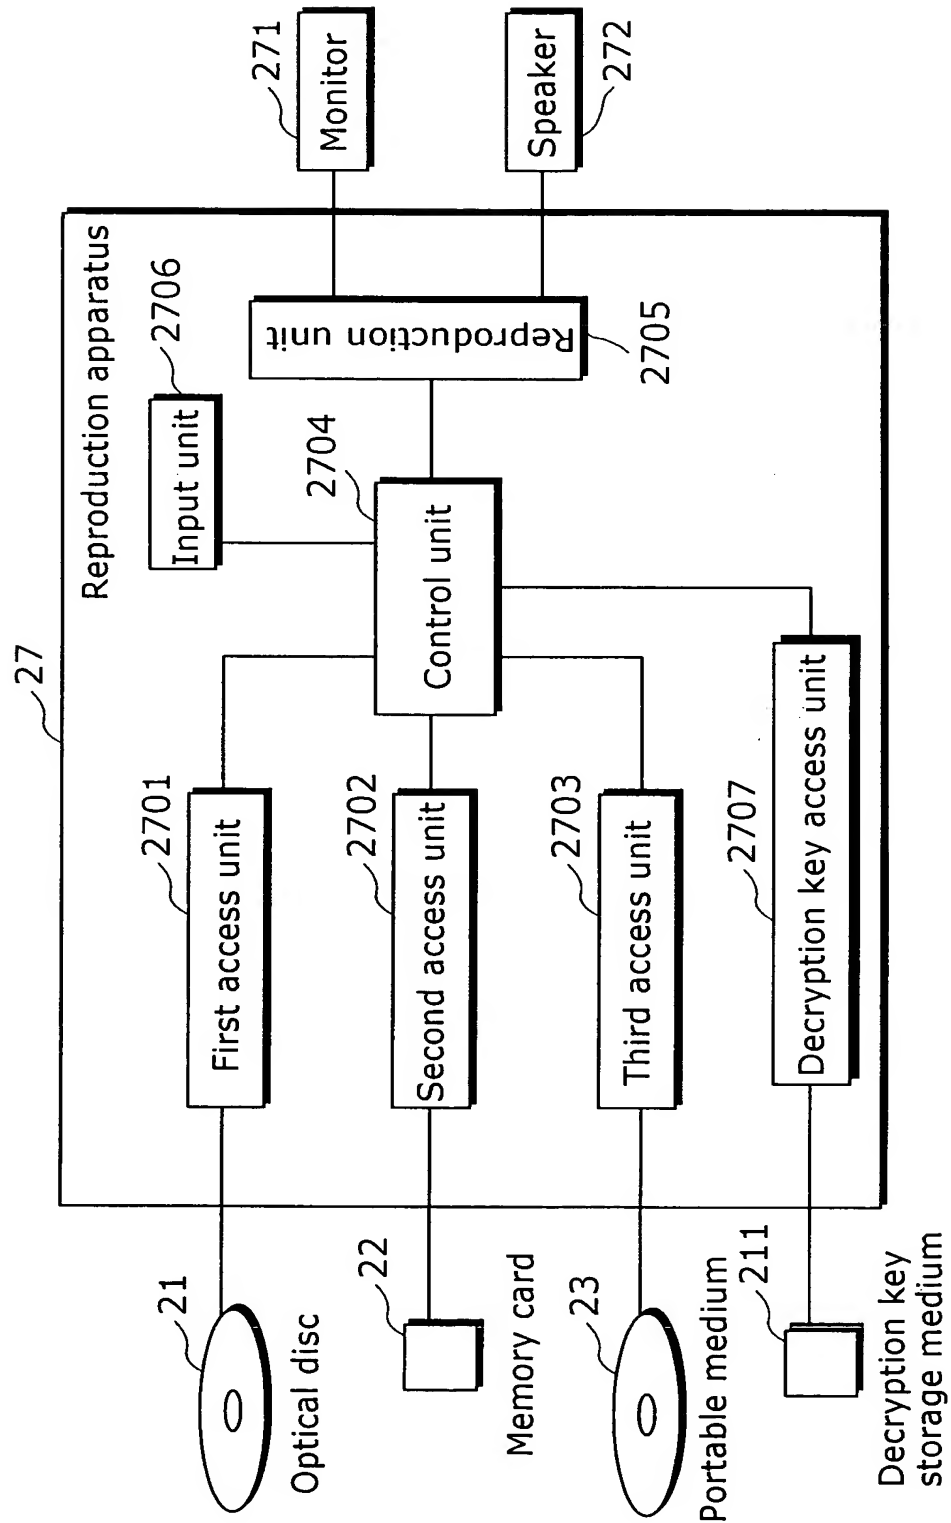 27
Reproduction apparatus
21
Optical disc
2701
First access unit
2706
Input unit
271
Monitor
22
Memory card
2702
Second access unit
2704
Control unit
Reproduction unit
2705
Speaker
272
23
Portable medium
2703
Third access unit
211
Decryption key
storage medium
2707
Decryption key access unit